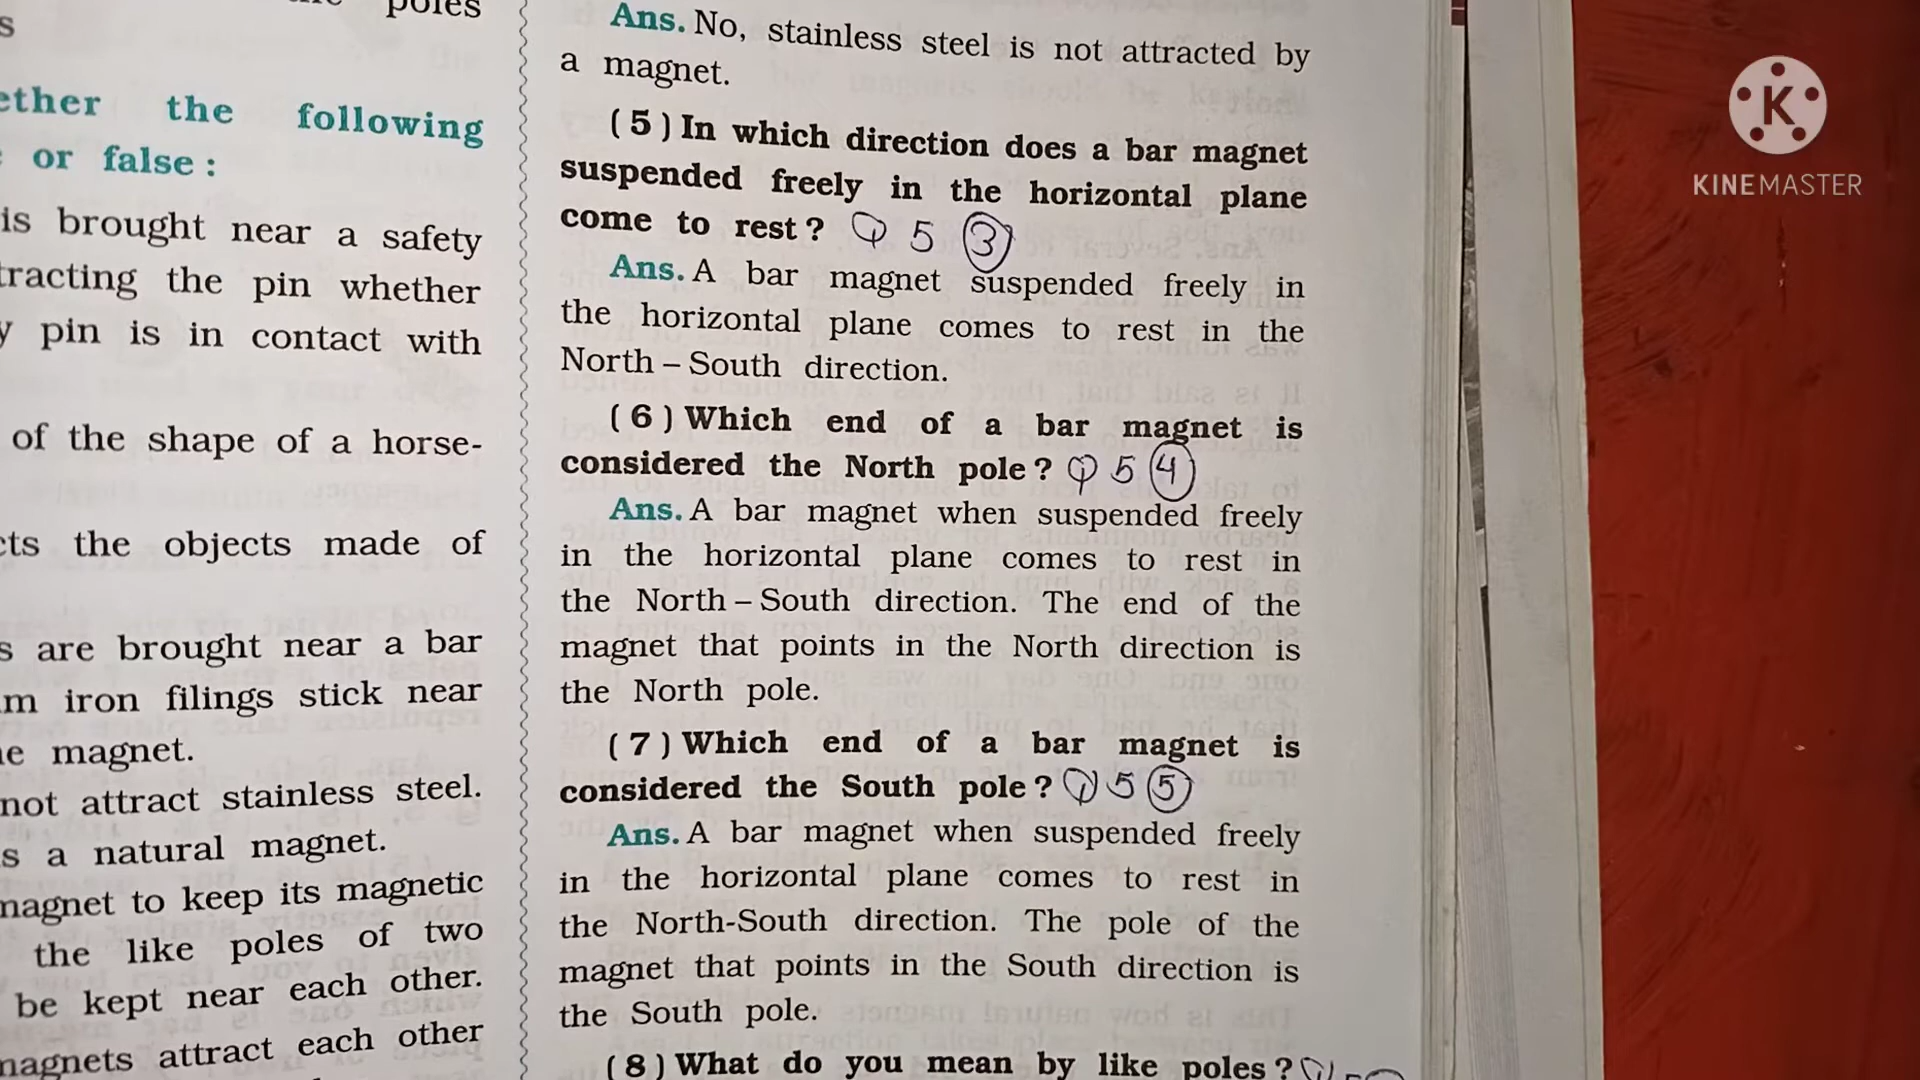 poles
s
ether the following
or false :
is brought near a safety
tracting the pin whether
y pin is in contact with
of the shape of a horse-
cts the objects made of
s are brought near a bar
m iron filings stick near
e magnet.
not attract stainless steel.
s a natural magnet.
magnet to keep its magnetic
the like poles of two
be kept near each other.
magnets attract each other
Ans. No, stainless steel is not attracted by
a magnet.
(5) In which direction does a bar magnet
suspended freely in the horizontal plane
come to rest ? Q 5 3
Ans. A bar magnet suspended freely in
the horizontal plane comes to rest in the
North – South direction.
(6) Which end of a bar magnet is
considered the North pole ? Q 5 4
Ans. A bar magnet when suspended freely
in the horizontal plane comes to rest in
the North – South direction. The end of the
magnet that points in the North direction is
the North pole.
(7) Which end of a bar magnet is
considered the South pole ? Q 5 5
Ans. A bar magnet when suspended freely
in the horizontal plane comes to rest in
the North-South direction. The pole of the
magnet that points in the South direction is
the South pole.
(8) What do you mean by like poles ?
K
KINEMASTER